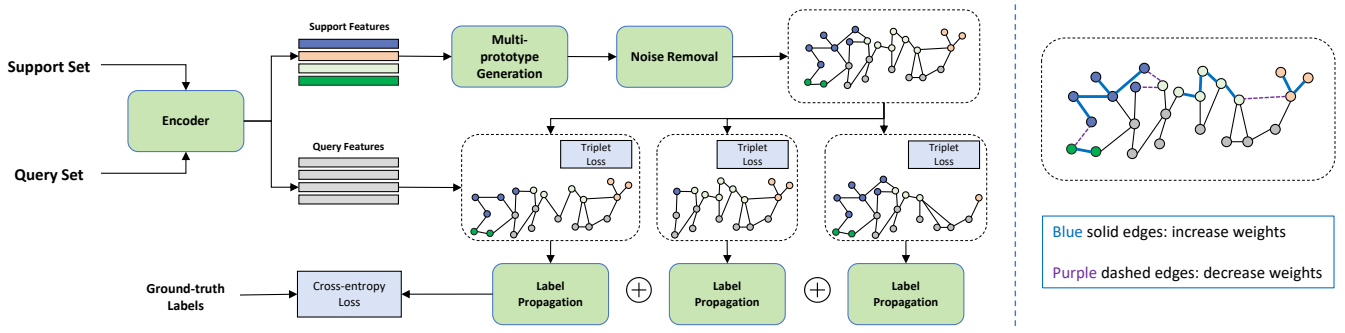 Support Set
Query Set
Encoder
Support Features
Query Features
Multi-
prototype
Generation
Noise Removal
Triplet
Loss
Triplet
Loss
Triplet
Loss
Ground-truth
Labels
Cross-entropy
Loss
Label
Propagation
Label
Propagation
Label
Propagation
Blue solid edges: increase weights
Purple dashed edges: decrease weights